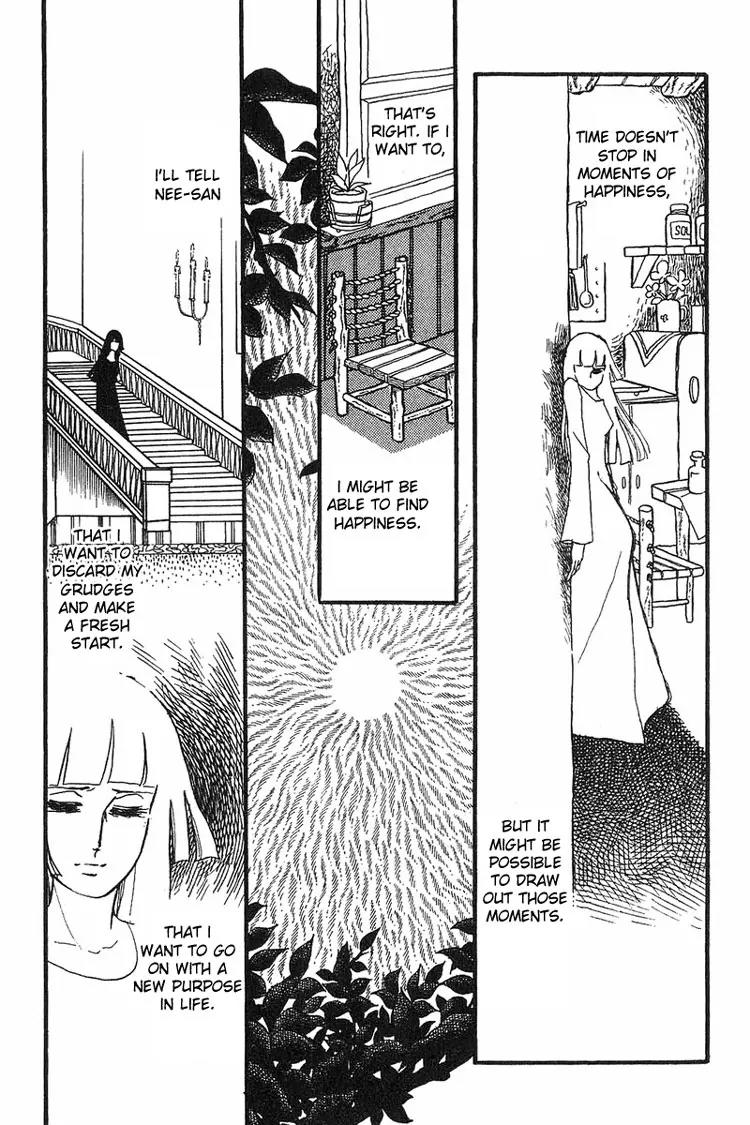 TIME DOESN'T
STOP IN
MOMENTS OF
HAPPINESS,
SOL
BUT IT
MIGHT BE
POSSIBLE
TO DRAW
OUT THOSE
MOMENTS.
THAT'S
RIGHT. IF I
WANT TO,
I MIGHT BE
ABLE TO FIND
HAPPINESS.
I'LL TELL
NEE-SAN
THAT I
WANT TO
DISCARD MY
GRUDGES
AND MAKE
A FRESH
START.
THAT I
WANT TO GO
ON WITH A
NEW PURPOSE
IN LIFE.